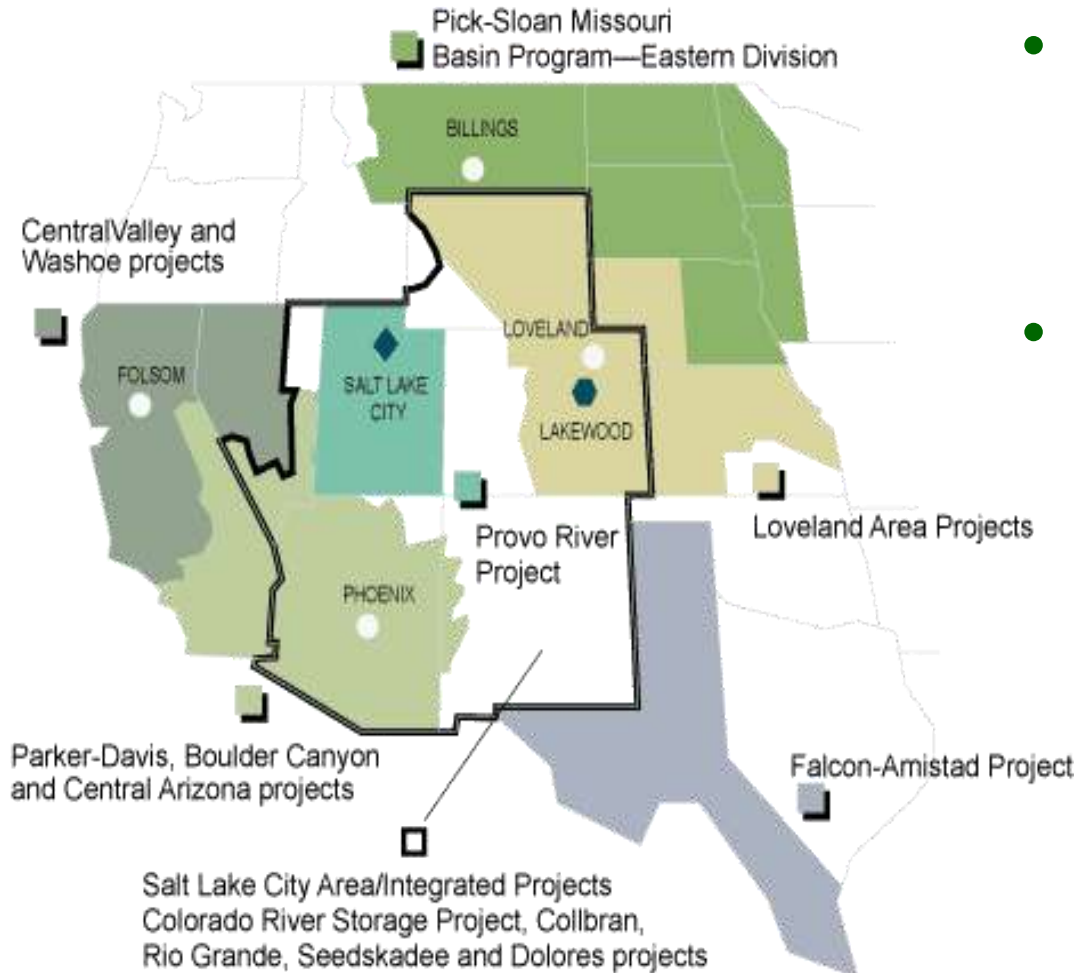 Pick-Sloan Missouri
Basin Program—Eastern Division
BILLINGS
CentralValley and
Washoe projects
LOVELAND
FOLSOM
SALT LAKE
CITY
LAKEWOOD
Loveland Area Projects
Provo River
Project
PHOENIX
Parker-Davis, Boulder Canyon
and Central Arizona projects
Falcon-Amistad Project
Salt Lake City Area/Integrated Projects
Colorado River Storage Project, Collbran,
Rio Grande, Seedskadee and Dolores projects